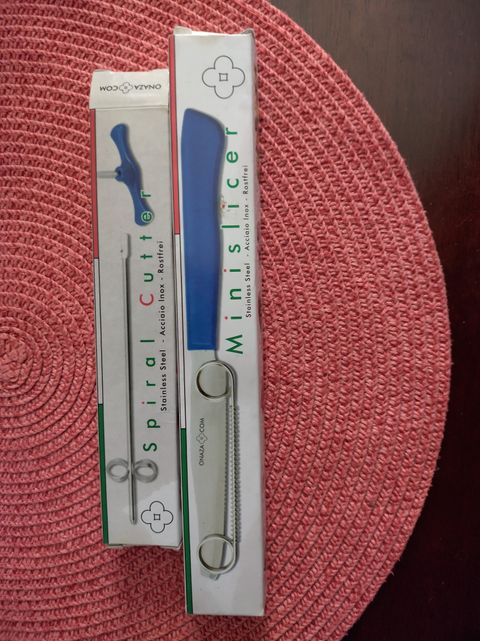 ONAZA COM
Spiral Cutter
Stainless Steel - Acciaio Inox - Rostfrei
Minislicer
Stainless Steel - Acciaio Inox - Rostfrei
ONAZA COM